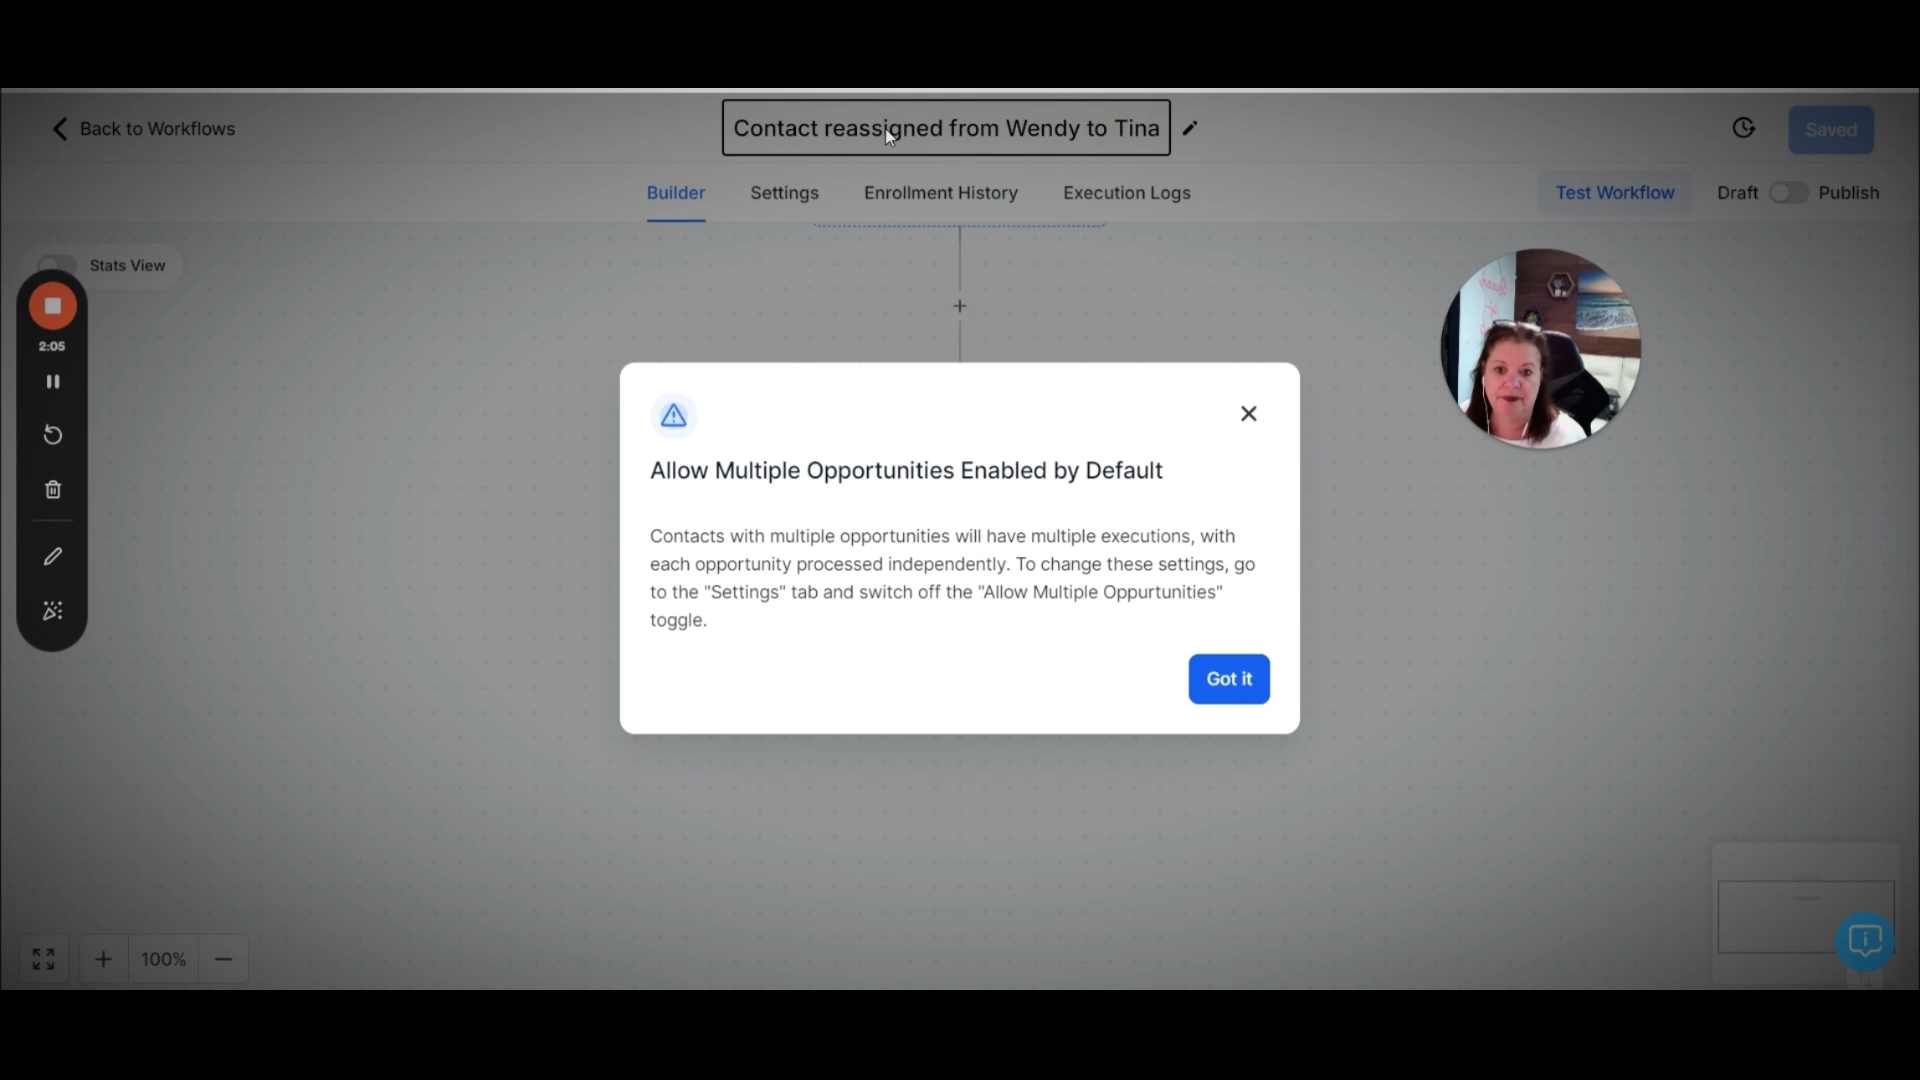 Back to Workflows
Contact reassigned from Wendy to Tina
Saved
Builder
Settings
Enrollment History
Execution Logs
Test Workflow
Draft
Publish
Stats View
2:05
Allow Multiple Opportunities Enabled by Default
Contacts with multiple opportunities will have multiple executions, with
each opportunity processed independently. To change these settings, go
to the "Settings" tab and switch off the "Allow Multiple Oppurtunities"
toggle.
Got it
100%